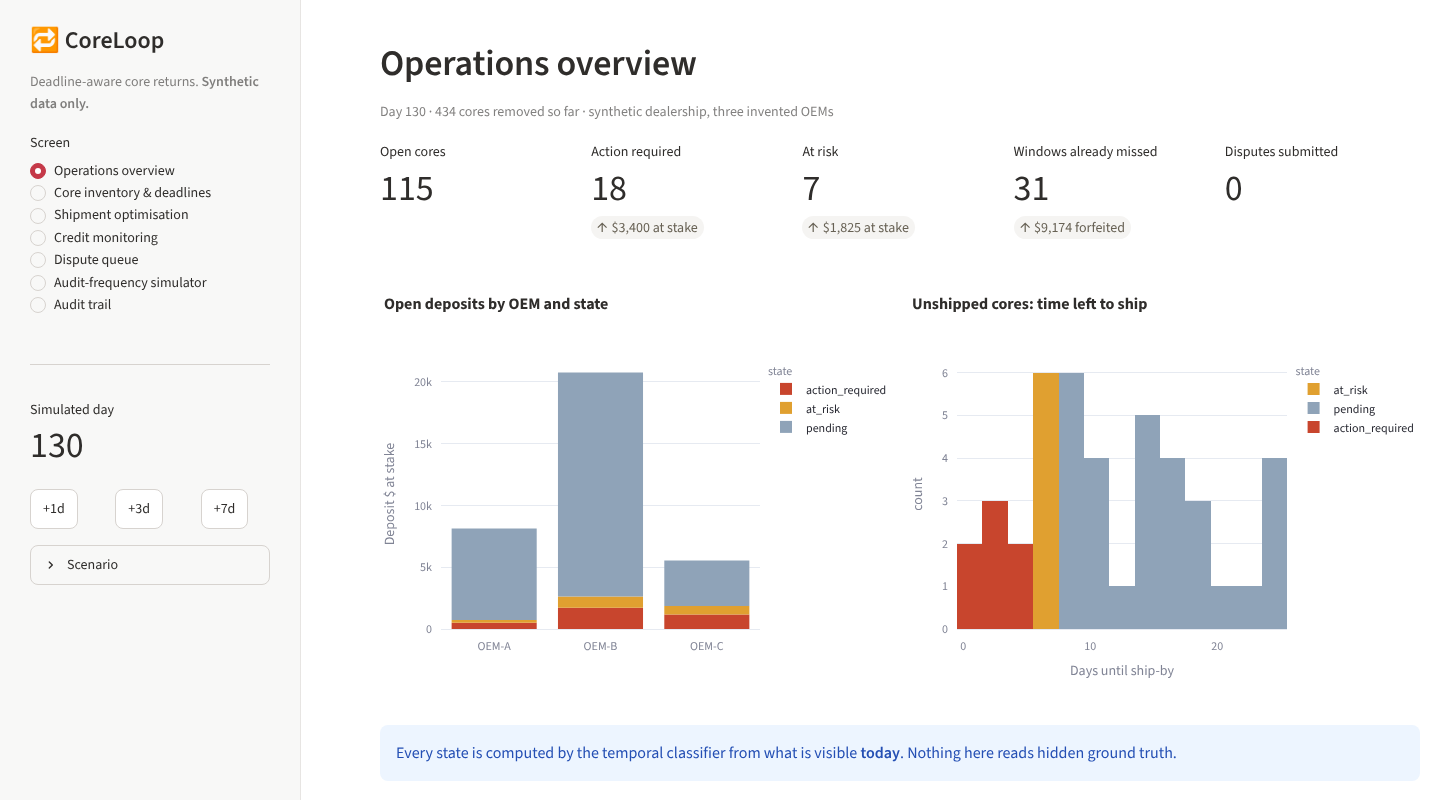 CoreLoop
Deadline-aware core returns. Synthetic
data only.
Screen
Operations overview
Core inventory & deadlines
Shipment optimisation
Credit monitoring
Dispute queue
Audit-frequency simulator
Audit trail
Simulated day
130
+1d
+3d
+7d
Scenario
Operations overview
Day 130 · 434 cores removed so far · synthetic dealership, three invented OEMs
Open cores
115
Action required
18
↑ $3,400 at stake
At risk
7
↑ $1,825 at stake
Windows already missed
31
↑ $9,174 forfeited
Disputes submitted
0
Open deposits by OEM and state
Deposit $ at stake
20k
15k
10k
5k
0
OEM-A
OEM-B
OEM-C
state
action_required
at_risk
pending
Unshipped cores: time left to ship
count
6
5
4
3
2
1
0
0
10
20
Days until ship-by
state
at_risk
pending
action_required
Every state is computed by the temporal classifier from what is visible today. Nothing here reads hidden ground truth.